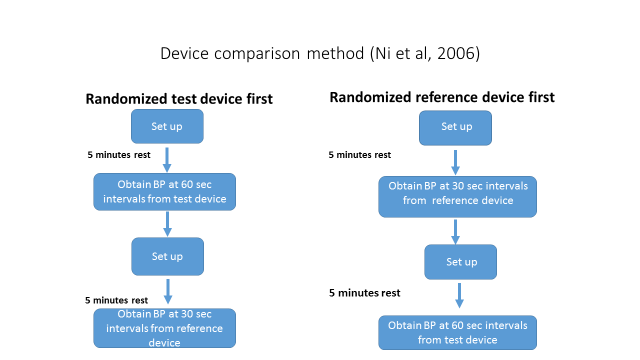 Device comparison method (Ni et al, 2006)
Randomized test device first
Set up
5 minutes rest
Obtain BP at 60 sec
intervals from test device
Set up
5 minutes rest
Obtain BP at 30 sec
intervals from reference
device
Randomized reference device first
Set up
5 minutes rest
Obtain BP at 30 sec intervals
from reference device
Set up
5 minutes rest
Obtain BP at 60 sec intervals
from test device